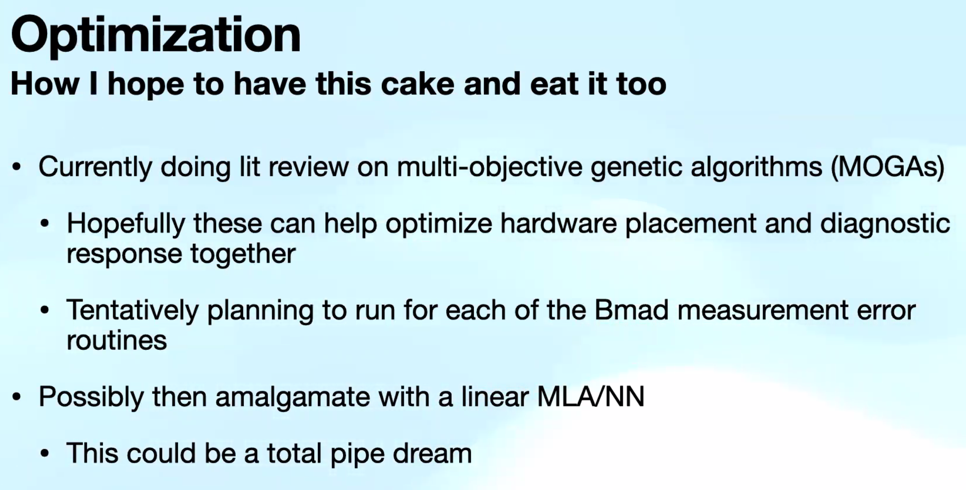 Optimization
How I hope to have this cake and eat it too
• Currently doing lit review on multi-objective genetic algorithms (MOGAs)
• Hopefully these can help optimize hardware placement and diagnostic
response together
• Tentatively planning to run for each of the Bmad measurement error
routines
• Possibly then amalgamate with a linear MLA/NN
• This could be a total pipe dream